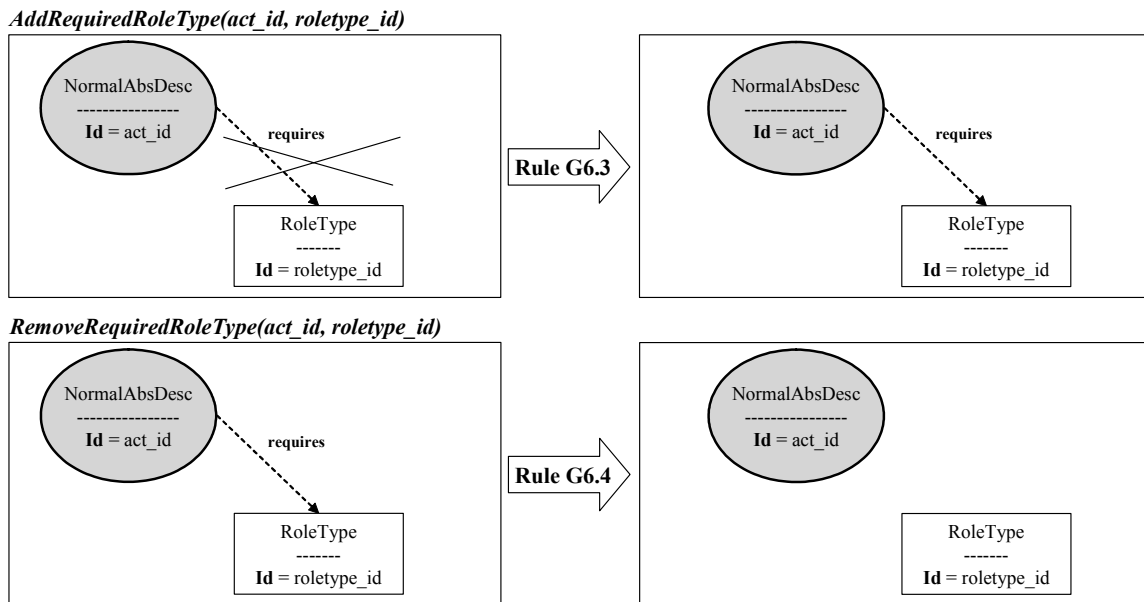 AddRequiredRoleType(act_id, roletype_id)
NormalAbsDesc
-----------------
Id = act_id
requires
RoleType
-------
Id = roletype_id
Rule G6.3
NormalAbsDesc
-----------------
Id = act_id
requires
RoleType
-------
Id = roletype_id
RemoveRequiredRoleType(act_id, roletype_id)
NormalAbsDesc
-----------------
Id = act_id
requires
RoleType
-------
Id = roletype_id
Rule G6.4
NormalAbsDesc
-----------------
Id = act_id
RoleType
-------
Id = roletype_id